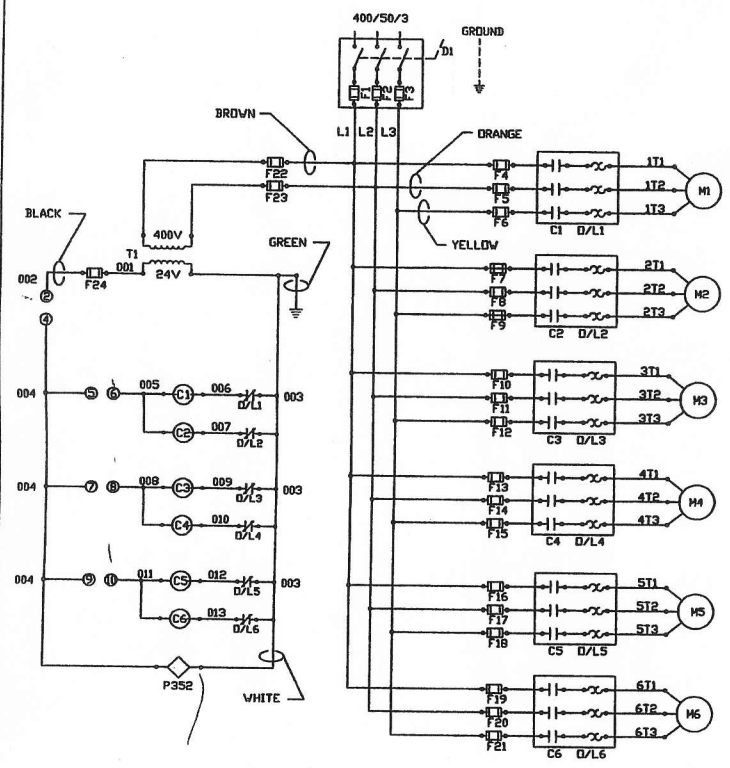 400/50/3
GROUND
D1
F1 F2 F3
BROWN
L1 L2 L3
ORANGE
F22
F23
F4
F5
F6
1T1
1T2
1T3
M1
C1 O/L1
BLACK
400V
T1
24V
GREEN
YELLOW
002
F24
001
2
4
F7
F8
F9
2T1
2T2
2T3
M2
C2 O/L2
004
5 6
005
C1
006
O/L1
003
C2
007
O/L2
F10
F11
F12
3T1
3T2
3T3
M3
C3 O/L3
004
7 8
008
C3
009
O/L3
003
C4
010
O/L4
F13
F14
F15
4T1
4T2
4T3
M4
C4 O/L4
004
9 10
011
C5
012
O/L5
003
C6
013
O/L6
F16
F17
F18
5T1
5T2
5T3
M5
C5 O/L5
P352
WHITE
F19
F20
F21
6T1
6T2
6T3
M6
C6 O/L6